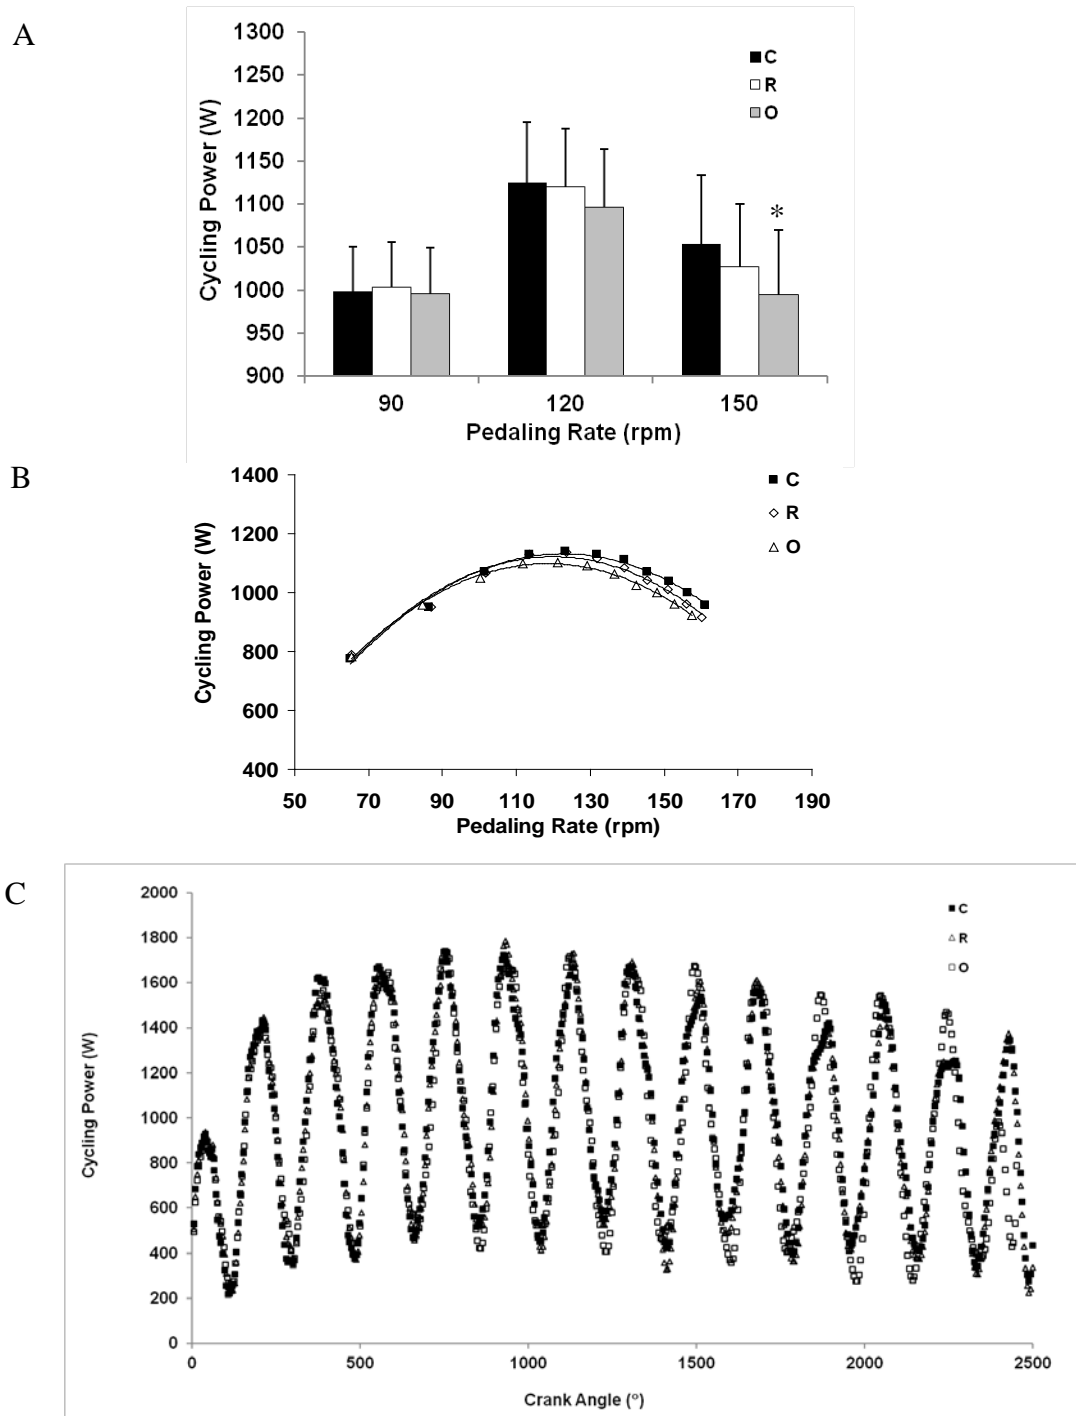 A
1300
1250
1200
1150
1100
1050
1000
950
900
Cycling Power (W)
C
R
O
*
90 120 150
Pedaling Rate (rpm)
B
1400
1200
1000
800
600
400
Cycling Power (W)
C
R
O
50 70 90 110 130 150 170 190
Pedaling Rate (rpm)
C
2000
1800
1600
1400
1200
1000
800
600
400
200
0
Cycling Power (W)
C
R
O
0 500 1000 1500 2000 2500
Crank Angle (°)